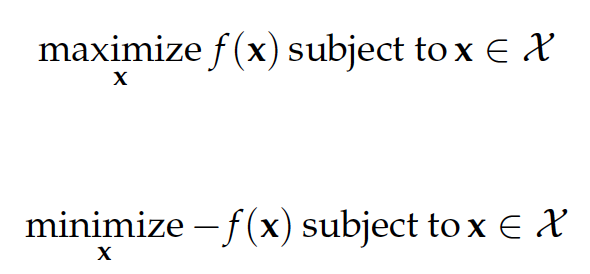 maximize f(x) subject to x ∈ 𝒳
x
minimize −f(x) subject to x ∈ 𝒳
x